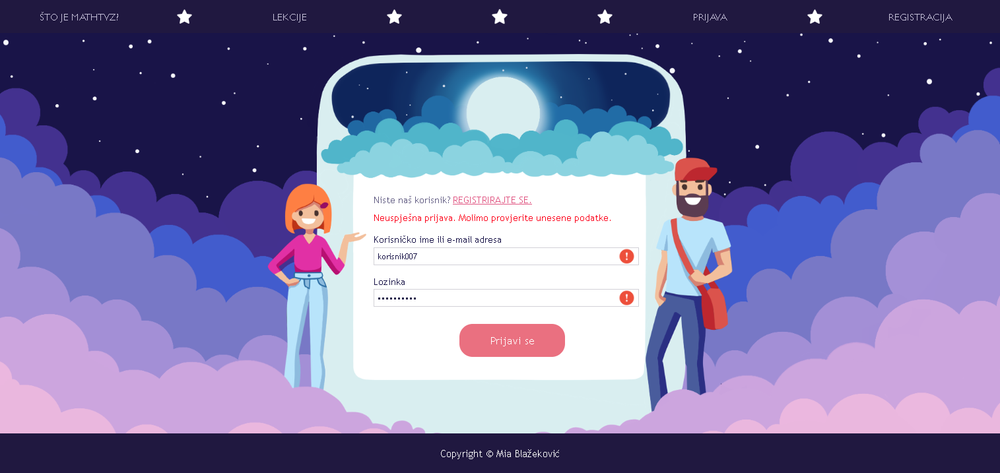 ŠTO JE MATHTYZ? LEKCIJE PRIJAVA REGISTRACIJA
Niste naš korisnik? REGISTRIRAJTE SE.
Neuspješna prijava. Molimo provjerite unesene podatke.
Korisničko ime ili e-mail adresa
korisnik007
Lozinka
••••••••••
Prijavi se
Copyright © Mia Blažeković